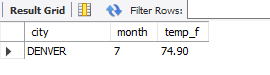 Result Grid Filter Rows:
city month temp_f
DENVER 7 74.90